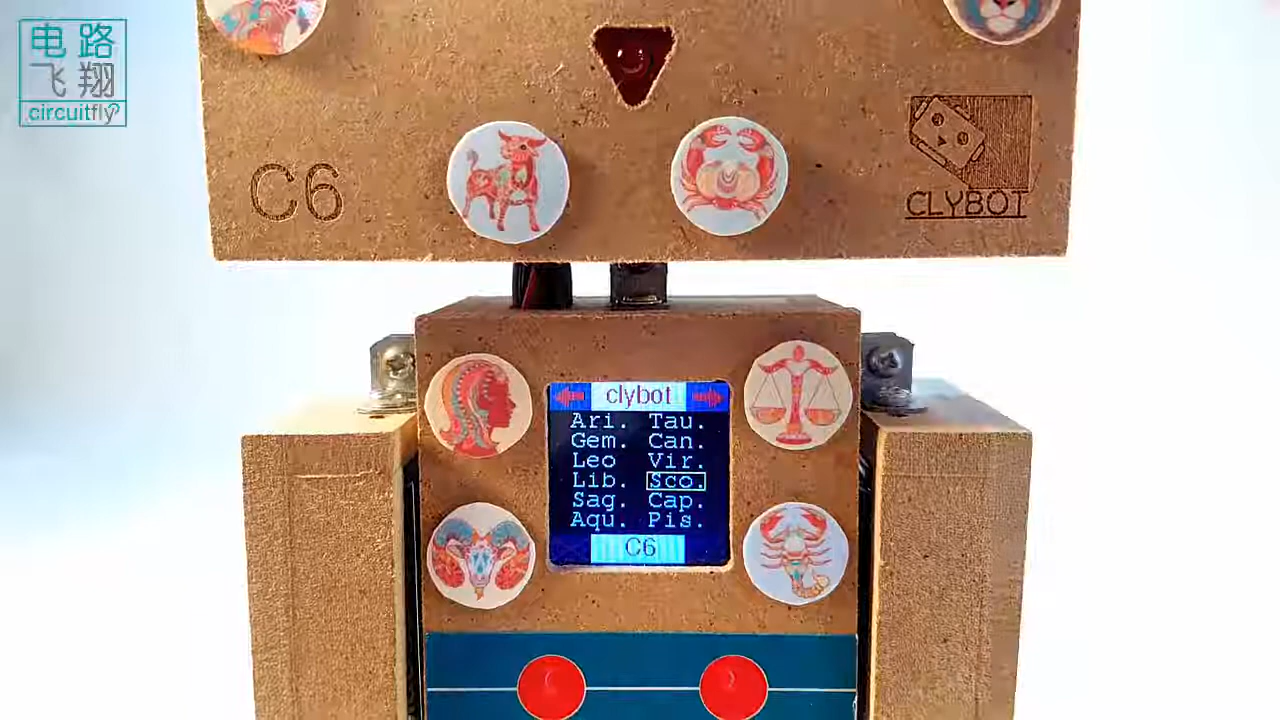 电路
飞翔
circuitfly
C6
CLYBOT
clybot
Ari. Tau.
Gem. Can.
Leo Vir.
Lib. Sco.
Sag. Cap.
Aqu. Pis.
C6